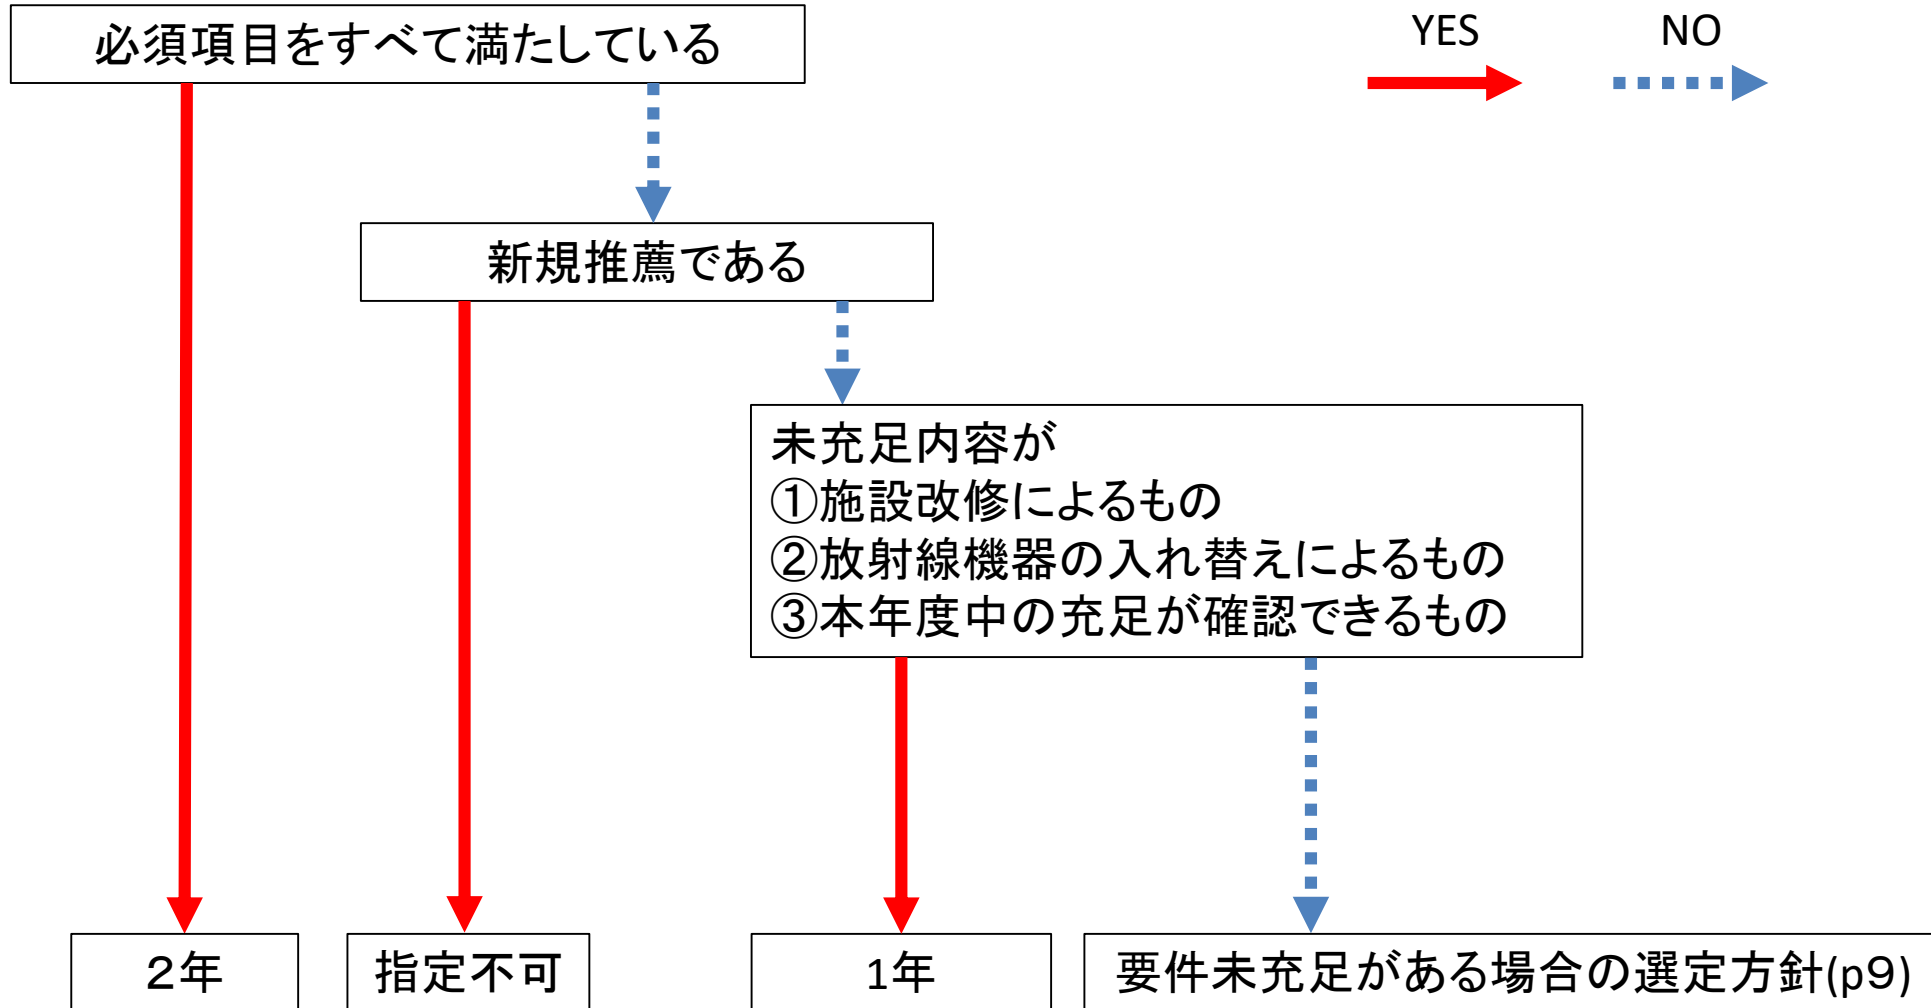 必須項目をすべて満たしている
YES
NO
新規推薦である
未充足内容が
①施設改修によるもの
②放射線機器の入れ替えによるもの
③本年度中の充足が確認できるもの
２年
指定不可
1年
要件未充足がある場合の選定方針(p９)